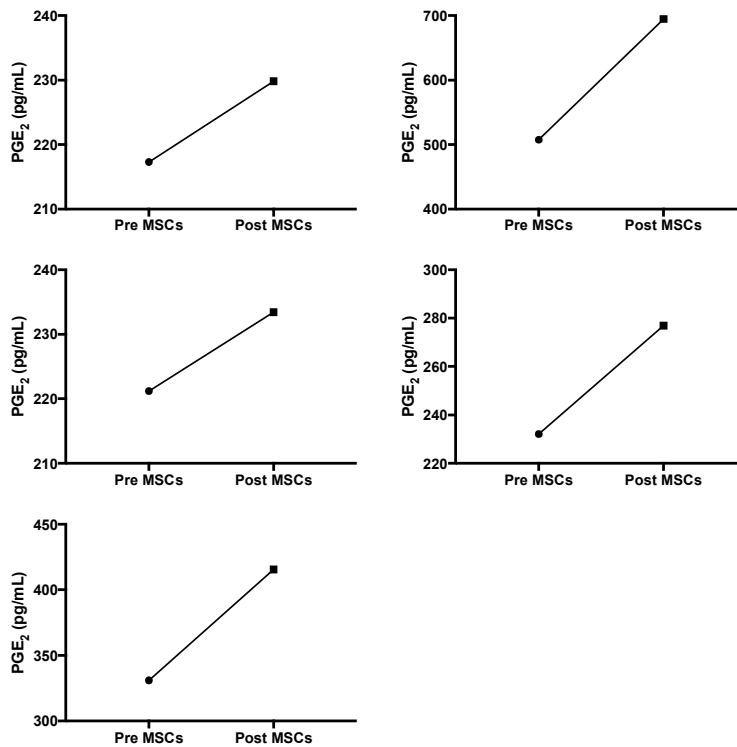 240
230
220
210
PGE2 (pg/mL)
Pre MSCs Post MSCs
700
600
500
400
PGE2 (pg/mL)
Pre MSCs Post MSCs
240
230
220
210
PGE2 (pg/mL)
Pre MSCs Post MSCs
300
280
260
240
220
PGE2 (pg/mL)
Pre MSCs Post MSCs
450
400
350
300
PGE2 (pg/mL)
Pre MSCs Post MSCs